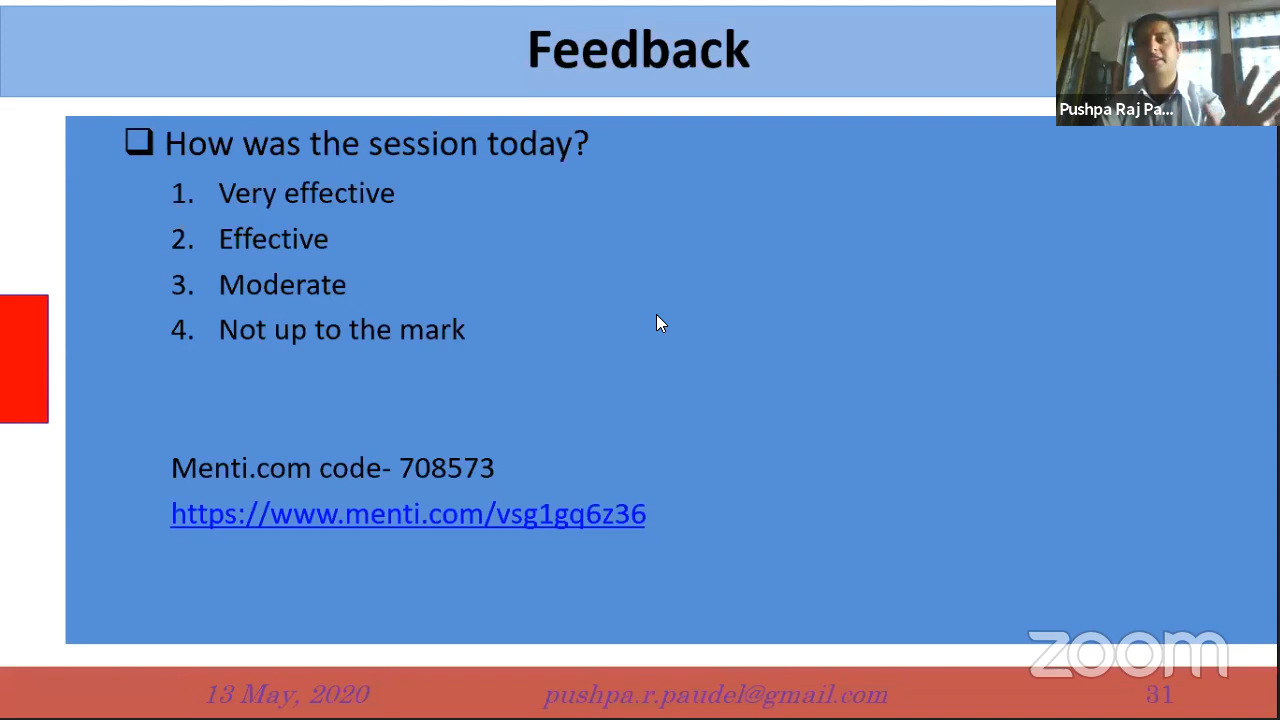 Feedback
Pushpa Raj Pa...
How was the session today?
1. Very effective
2. Effective
3. Moderate
4. Not up to the mark
Menti.com code- 708573
https://www.menti.com/vsg1gq6z36
zoom
13 May, 2020 pushpa.r.paudel@gmail.com 31